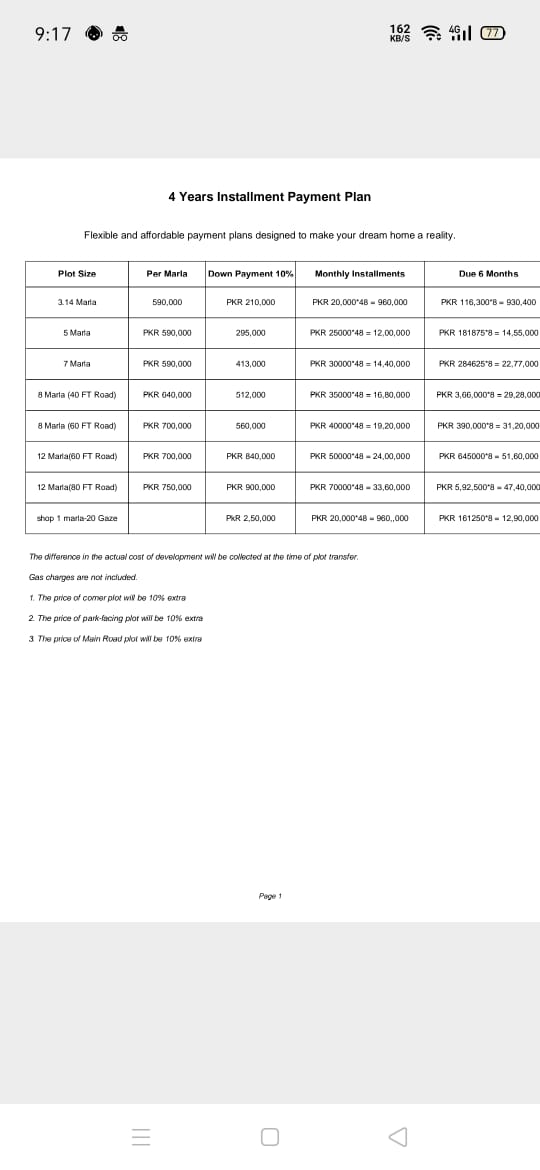 9:17
162 KB/S 4G 77
4 Years Installment Payment Plan
Flexible and affordable payment plans designed to make your dream home a reality.
Plot Size Per Marla Down Payment 10% Monthly Installments Due 6 Months
3.14 Marla 590,000 PKR 210,000 PKR 20,000*48 = 960,000 PKR 116,300*8 = 930,400
5 Marla PKR 590,000 295,000 PKR 25000*48 = 12,00,000 PKR 181875*8 = 14,55,000
7 Marla PKR 590,000 413,000 PKR 30000*48 = 14,40,000 PKR 284625*8 = 22,77,000
8 Marla (40 FT Road) PKR 640,000 512,000 PKR 35000*48 = 16,80,000 PKR 3,66,000*8 = 29,28,000
8 Marla (60 FT Road) PKR 700,000 560,000 PKR 40000*48 = 19,20,000 PKR 390,000*8 = 31,20,000
12 Marla(60 FT Road) PKR 700,000 PKR 840,000 PKR 50000*48 = 24,00,000 PKR 645000*8 = 51,60,000
12 Marla(80 FT Road) PKR 750,000 PKR 900,000 PKR 70000*48 = 33,60,000 PKR 5,92,500*8 = 47,40,000
shop 1 marla-20 Gaze PkR 2,50,000 PKR 20,000*48 = 960,,000 PKR 161250*8 = 12,90,000
The difference in the actual cost of development will be collected at the time of plot transfer.
Gas charges are not included.
1. The price of corner plot will be 10% extra
2. The price of park-facing plot will be 10% extra
3. The price of Main Road plot will be 10% extra
Page 1